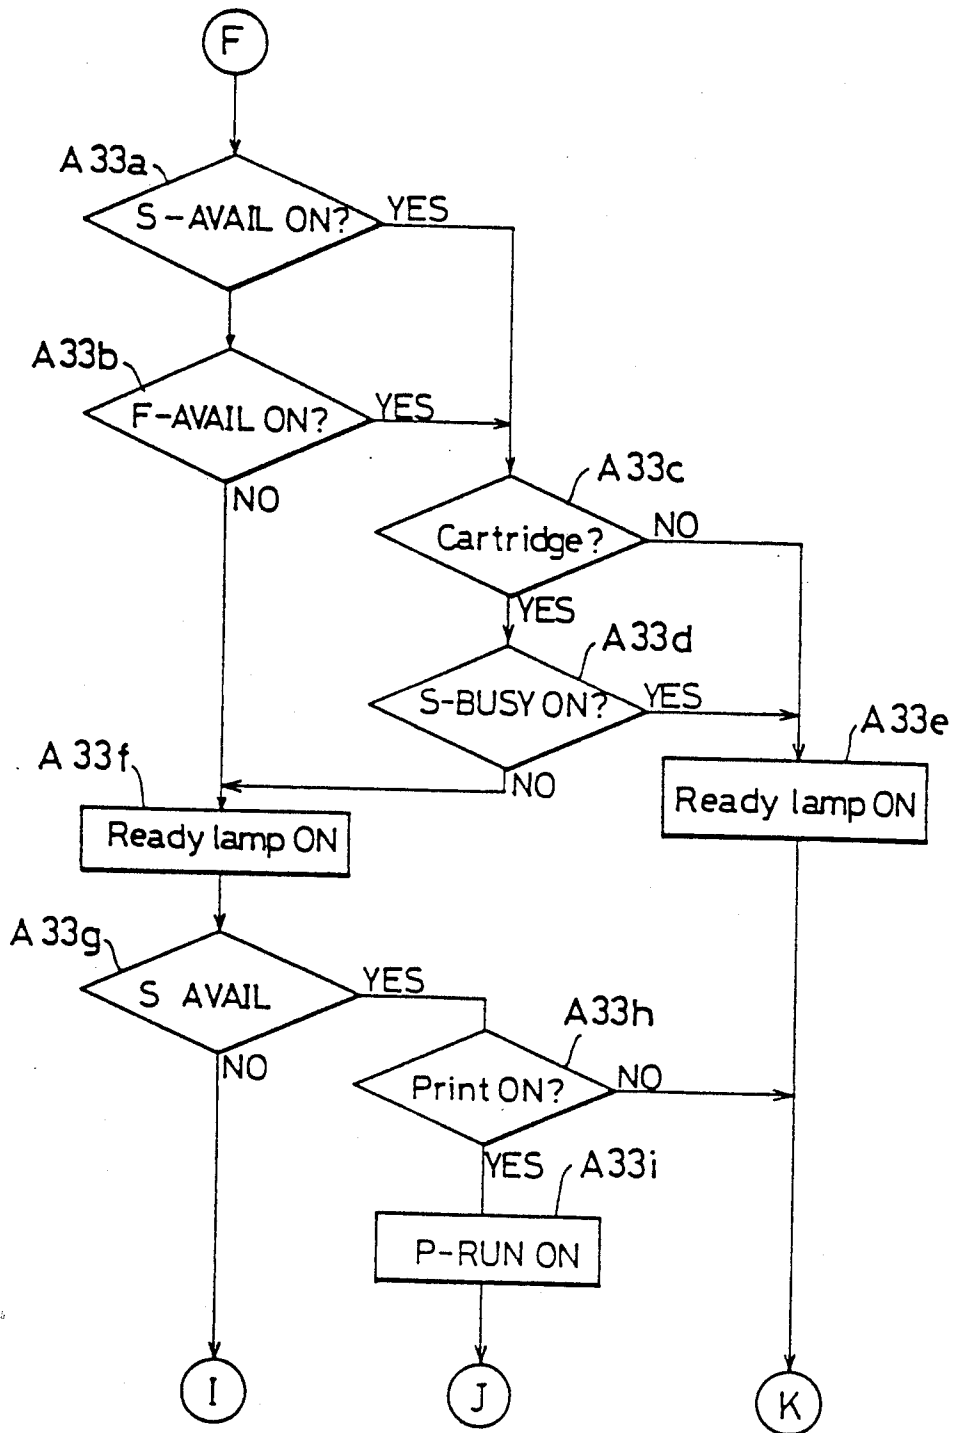 F
A33a
S-AVAIL ON?
YES
A33b
F-AVAIL ON?
YES
NO
A33c
Cartridge?
NO
YES
A33d
S-BUSY ON?
YES
NO
A33e
Ready lamp ON
A33f
Ready lamp ON
A33g
S AVAIL
YES
NO
A33h
Print ON?
NO
YES
A33i
P-RUN ON
I
J
K